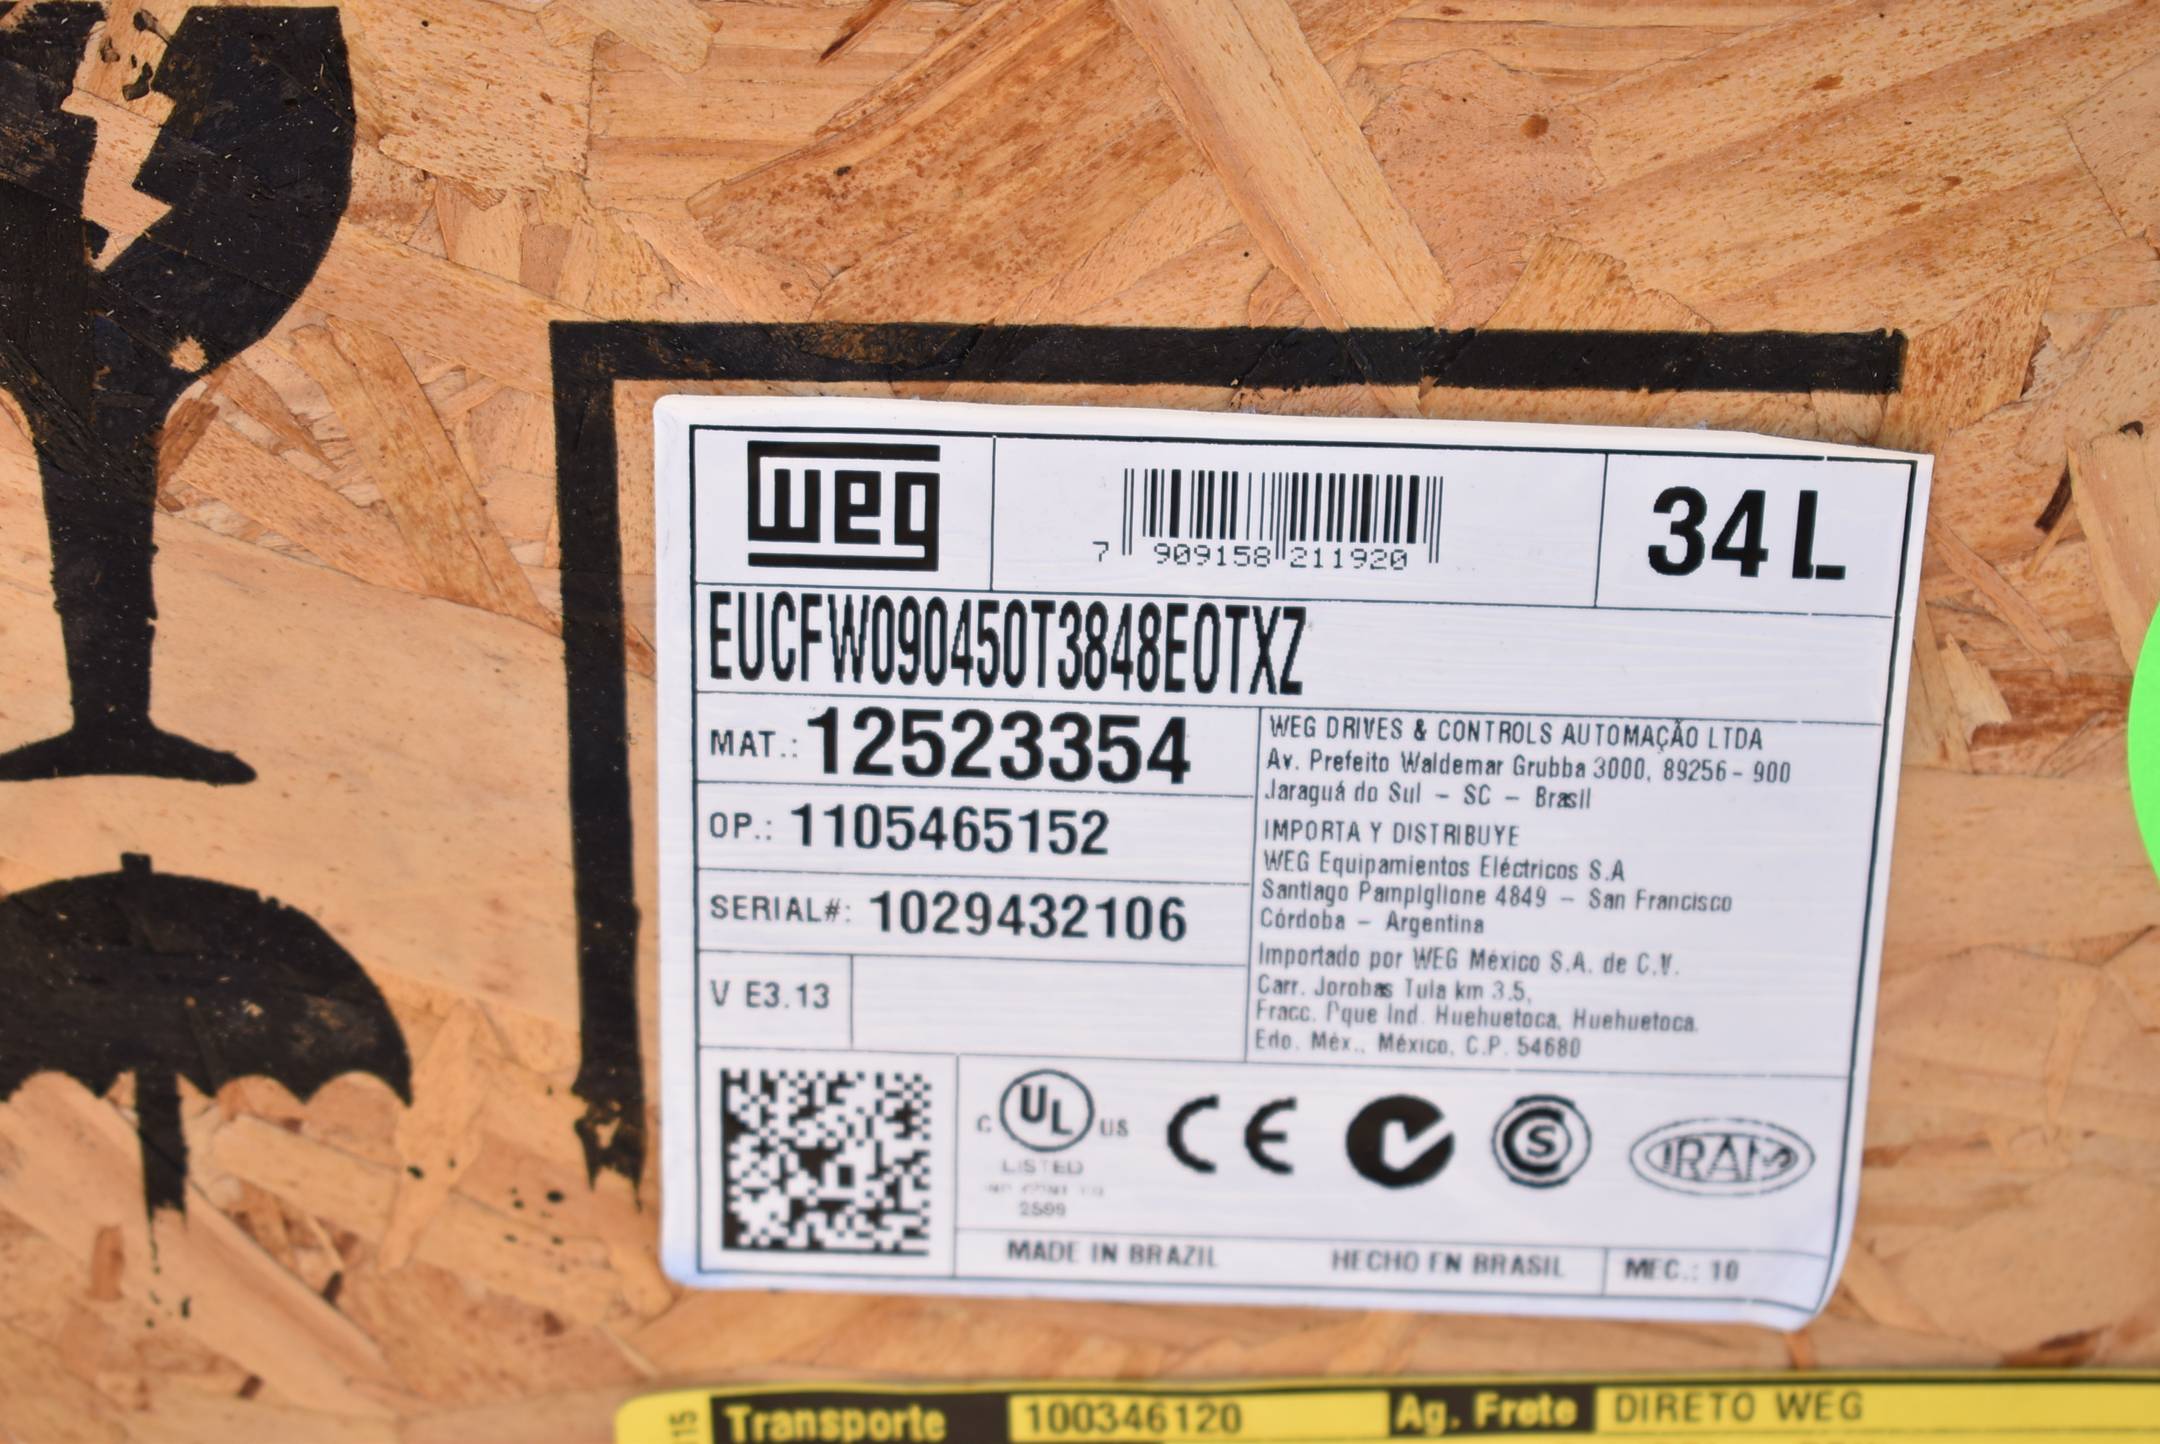 weg
7 909158 211920
34 L
EUCFW090450T3848EOTXZ
MAT.: 12523354
OP.: 1105465152
SERIAL#: 1029432106
V E3.13
WEG DRIVES & CONTROLS AUTOMAÇÃO LTDA
Av. Prefeito Waldemar Grubba 3000, 89256 - 900
Jaraguá do Sul - SC - Brasil
IMPORTA Y DISTRIBUYE
WEG Equipamientos Eléctricos S.A
Santiago Pampiglione 4849 - San Francisco
Córdoba - Argentina
Importado por WEG México S.A. de C.V.
Carr. Jorobas Tula km 3.5,
Fracc. Pque Ind. Huehuetoca, Huehuetoca.
Edo. Méx., México, C.P. 54680
C UL US
LISTED
2599
CE
S
IRAM
MADE IN BRAZIL
HECHO EN BRASIL
MEC.: 10
Transporte 100346120 Ag. Frete DIRETO WEG